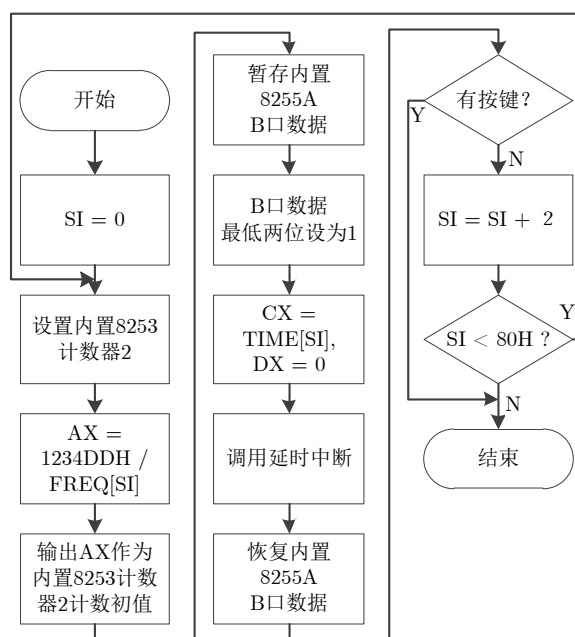 开始
SI = 0
设置内置8253
计数器2
AX =
1234DDH /
FREQ[SI]
输出AX作为
内置8253计数
器2计数初值
暂存内置
8255A
B口数据
B口数据
最低两位设为1
CX =
TIME[SI],
DX = 0
调用延时中断
恢复内置
8255A
B口数据
有按键?
Y
N
SI = SI + 2
SI < 80H ?
Y
N
结束